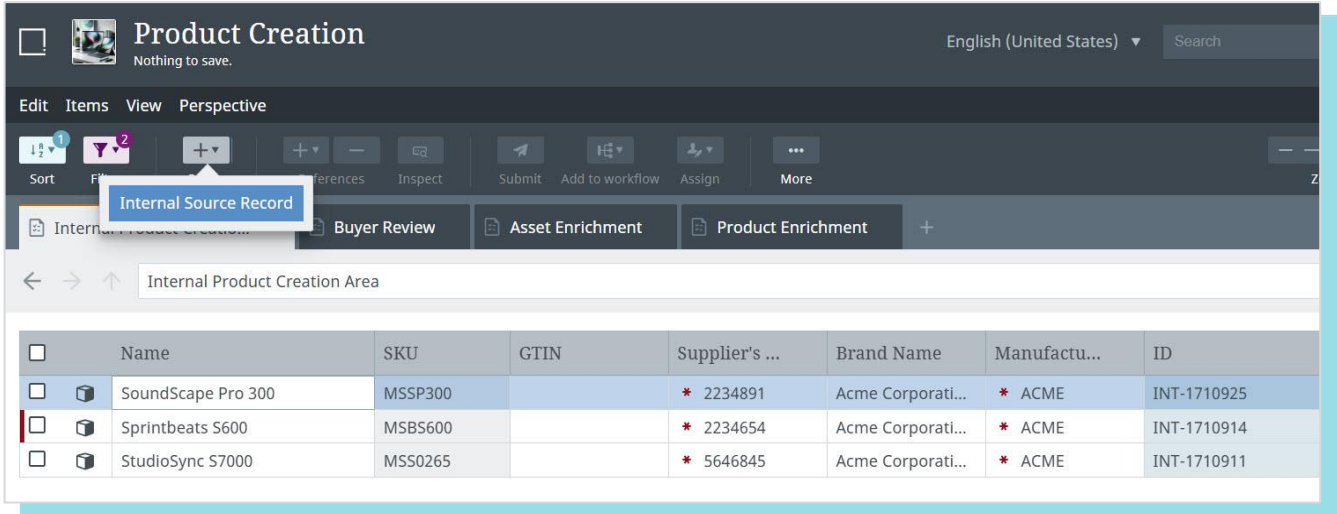 Product Creation
Nothing to save.
English (United States)
Search
Edit Items View Perspective
1 2
Sort
Inspect Submit Add to workflow Assign More
Internal Source Record
Buyer Review Asset Enrichment Product Enrichment
Internal Product Creation Area
Name SKU GTIN Supplier's ... Brand Name Manufactu... ID
SoundScape Pro 300 MSSP300 * 2234891 Acme Corporati... * ACME INT-1710925
Sprintbeats S600 MSBS600 * 2234654 Acme Corporati... * ACME INT-1710914
StudioSync S7000 MSS0265 * 5646845 Acme Corporati... * ACME INT-1710911